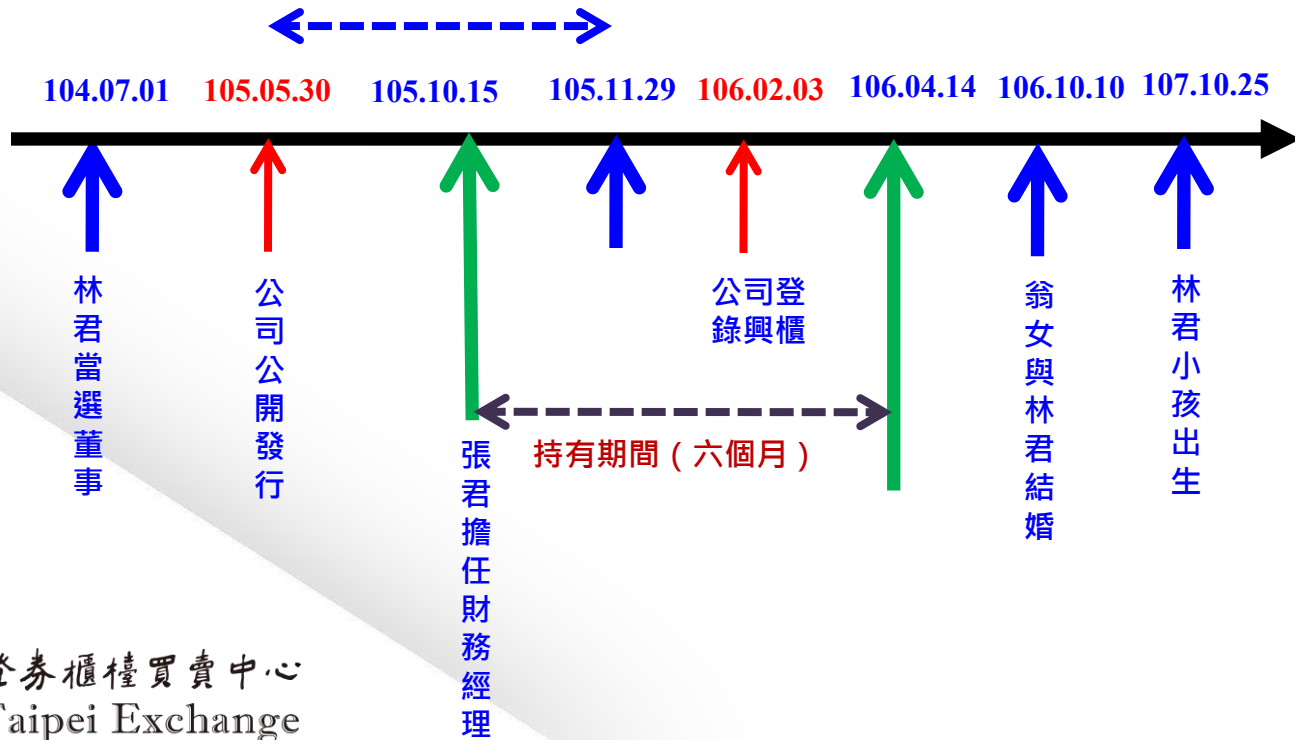 104.07.01 105.05.30 105.10.15 105.11.29 106.02.03 106.04.14 106.10.10 107.10.25
林君當選董事
公司公開發行
張君擔任財務經理
持有期間（六個月）
公司登
錄興櫃
翁女與林君結婚
林君小孩出生
券櫃檯買賣中心
Taipei Exchange